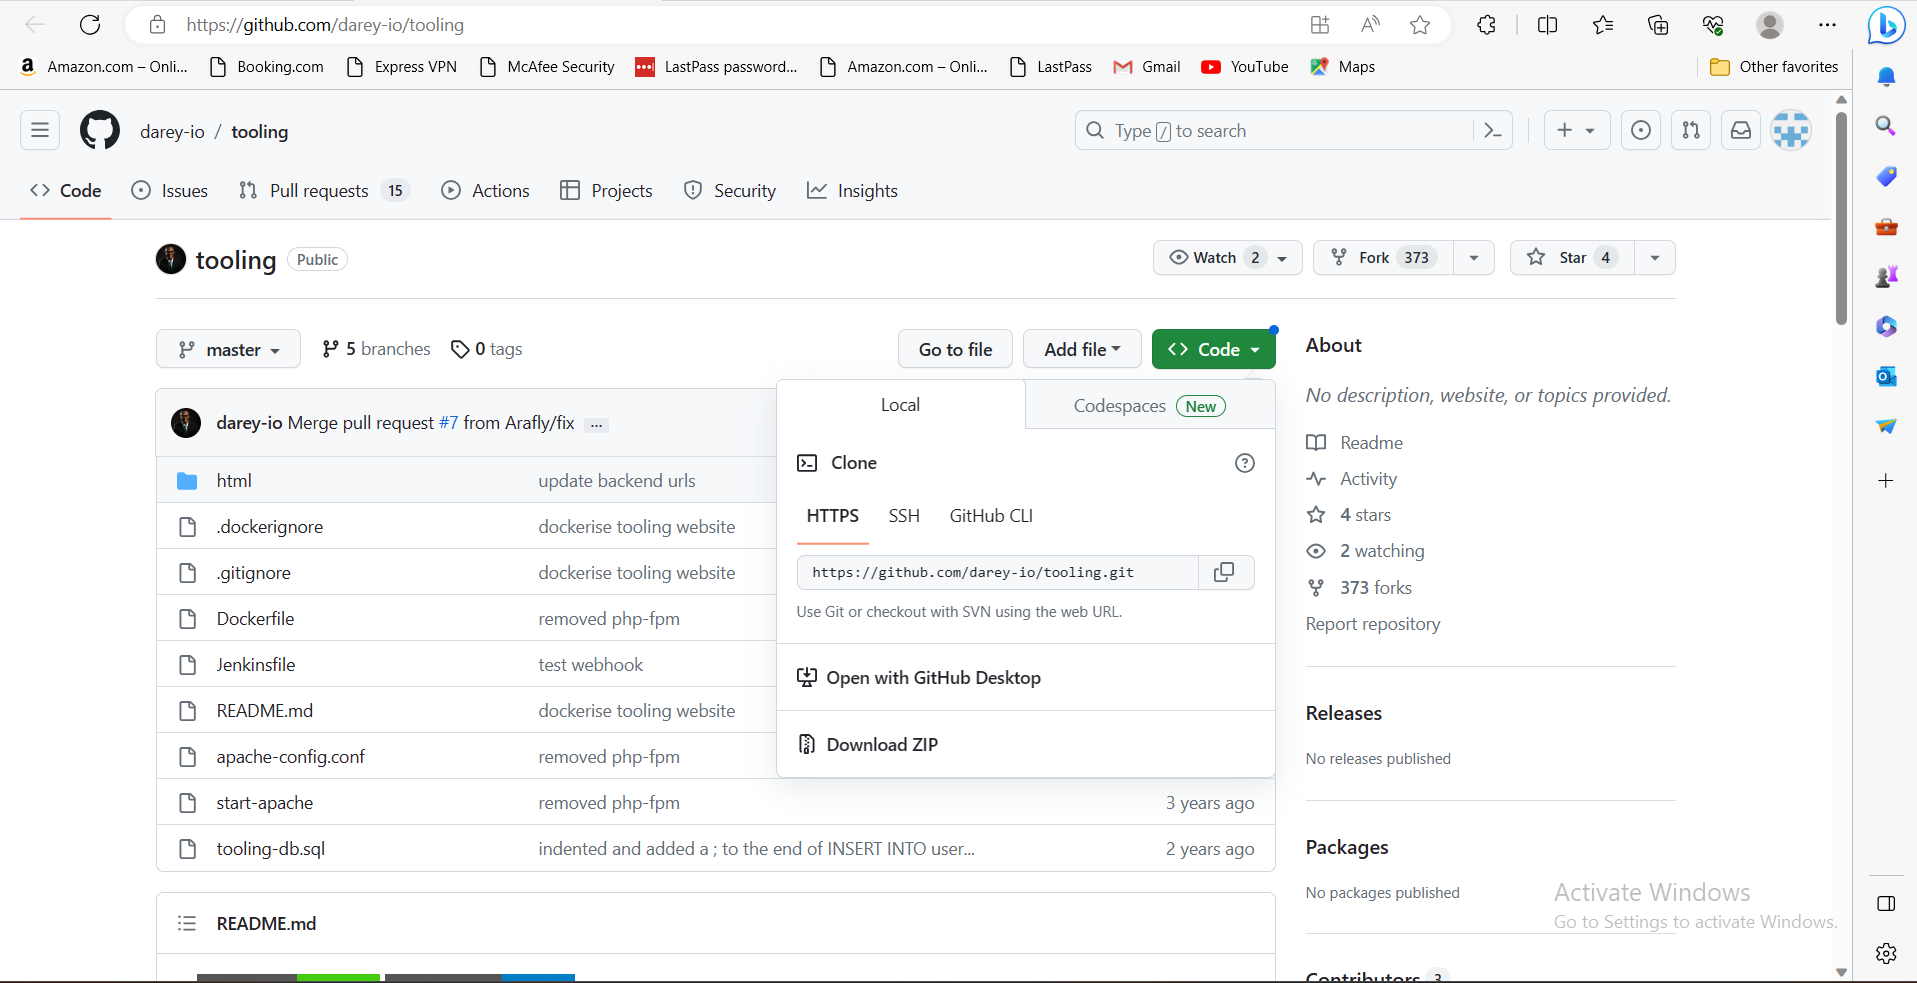 https://github.com/darey-io/tooling
Amazon.com – Onli...
Booking.com
Express VPN
McAfee Security
LastPass password...
Amazon.com – Onli...
LastPass
Gmail
YouTube
Maps
Other favorites
darey-io / tooling
Type / to search
Code
Issues
Pull requests 15
Actions
Projects
Security
Insights
tooling Public
Watch 2
Fork 373
Star 4
master
5 branches
0 tags
Go to file
Add file
Code
About
No description, website, or topics provided.
Readme
Activity
4 stars
2 watching
373 forks
Report repository
Releases
No releases published
Packages
No packages published
Contributors 3
Local
Codespaces New
Clone
HTTPS
SSH
GitHub CLI
https://github.com/darey-io/tooling.git
Use Git or checkout with SVN using the web URL.
Open with GitHub Desktop
Download ZIP
darey-io Merge pull request #7 from Arafly/fix ...
html update backend urls
.dockerignore dockerise tooling website
.gitignore dockerise tooling website
Dockerfile removed php-fpm
Jenkinsfile test webhook
README.md dockerise tooling website
apache-config.conf removed php-fpm
start-apache removed php-fpm 3 years ago
tooling-db.sql indented and added a ; to the end of INSERT INTO user... 2 years ago
README.md
Activate Windows
Go to Settings to activate Windows.